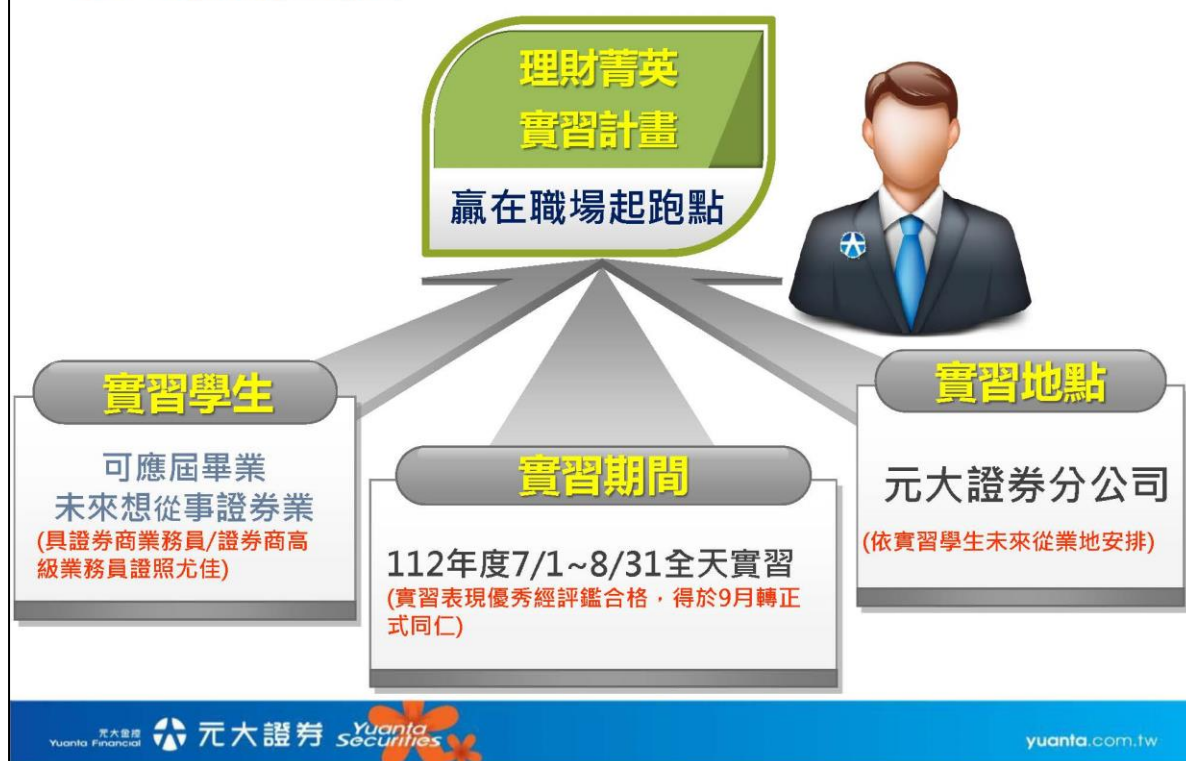 理財菁英
實習計畫
贏在職場起跑點
實習學生
可應屆畢業
未來想從事證券業
(具證券商業務員/證券商高
級業務員證照尤佳)
實習期間
112年度7/1~8/31全天實習
(實習表現優秀經評鑑合格，得於9月轉正
式同仁)
實習地點
元大證券分公司
(依實習學生未來從業地安排)
元大金控
Yuanta Financial
元大證券
Yuanta
Securities
yuanta.com.tw